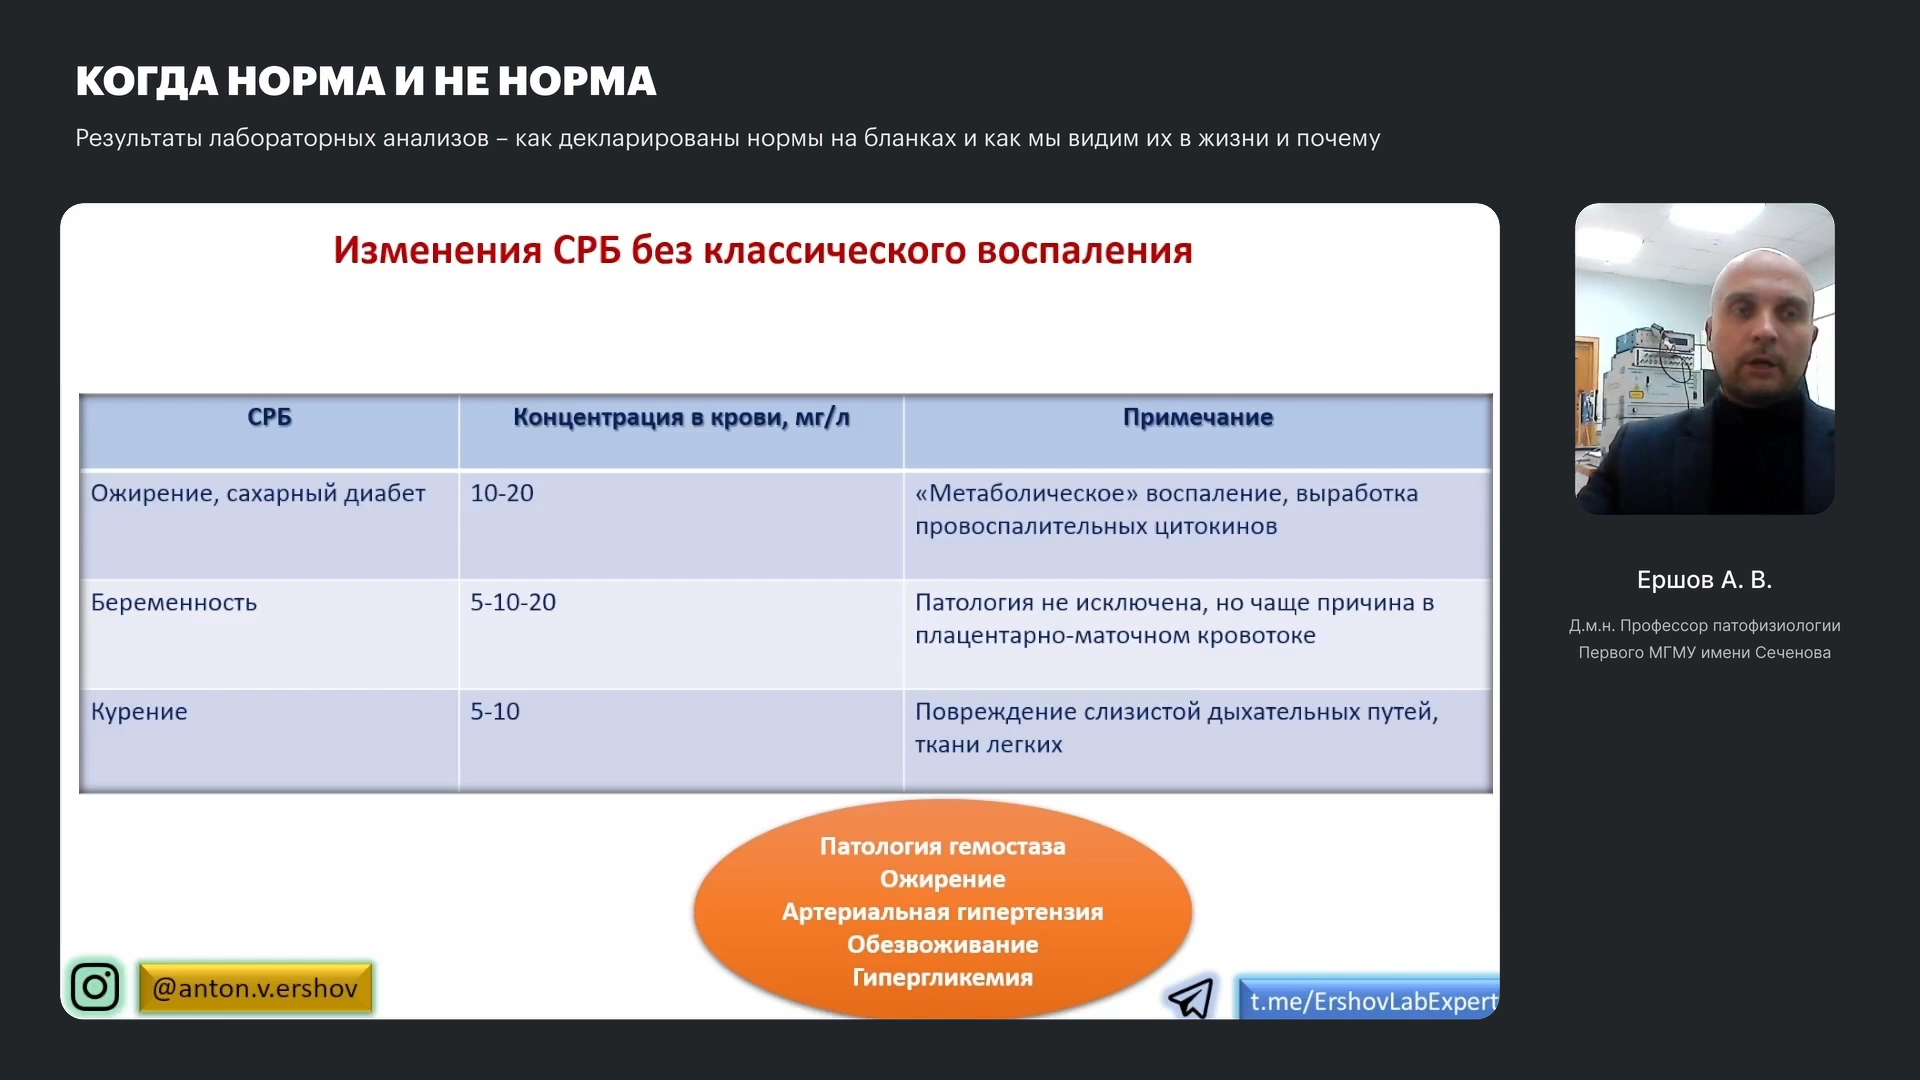 КОГДА НОРМА И НЕ НОРМА
Результаты лабораторных анализов – как декларированы нормы на бланках и как мы видим их в жизни и почему
Изменения СРБ без классического воспаления
СРБ
Концентрация в крови, мг/л
Примечание
Ожирение, сахарный диабет
10-20
«Метаболическое» воспаление, выработка
провоспалительных цитокинов
Беременность
5-10-20
Патология не исключена, но чаще причина в
плацентарно-маточном кровотоке
Курение
5-10
Повреждение слизистой дыхательных путей,
ткани легких
Патология гемостаза
Ожирение
Артериальная гипертензия
Обезвоживание
Гипергликемия
@anton.v.ershov
t.me/ErshovLabExpert
Ершов А. В.
Д.м.н. Профессор патофизиологии
Первого МГМУ имени Сеченова